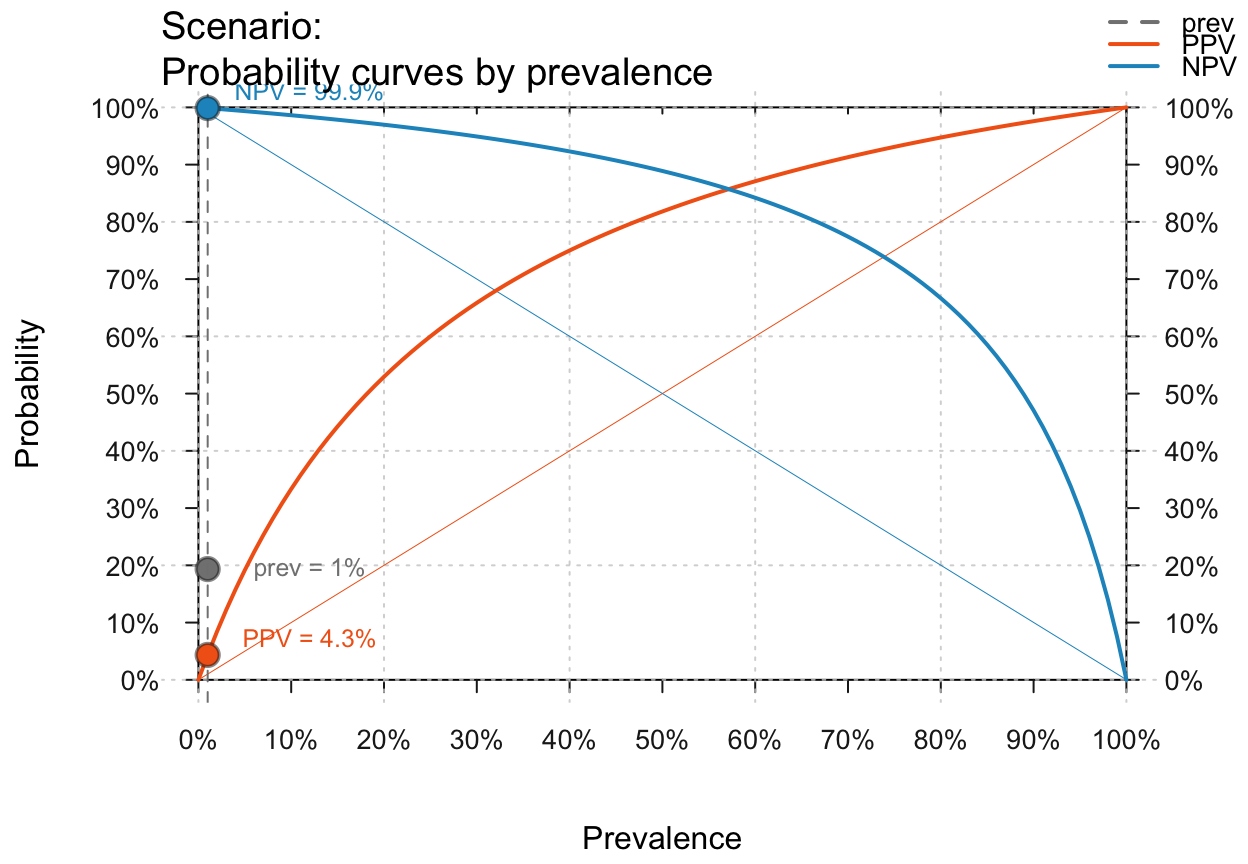 Scenario:
Probability curves by prevalence
prev
PPV
NPV
NPV = 99.9%
100%
90%
80%
70%
60%
50%
40%
30%
20%
10%
0%
Probability
prev = 1%
PPV = 4.3%
100%
90%
80%
70%
60%
50%
40%
30%
20%
10%
0%
0% 10% 20% 30% 40% 50% 60% 70% 80% 90% 100%
Prevalence